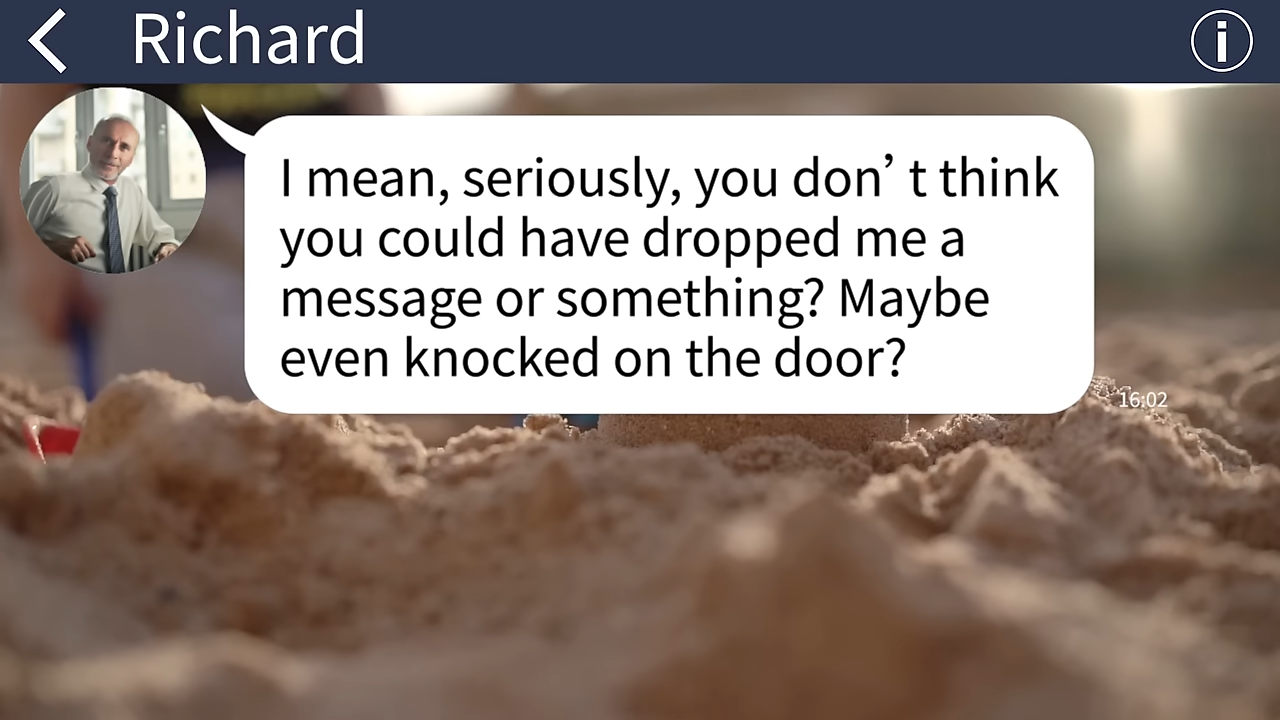 Richard
i
I mean, seriously, you don’ t think
you could have dropped me a
message or something? Maybe
even knocked on the door?
16:02